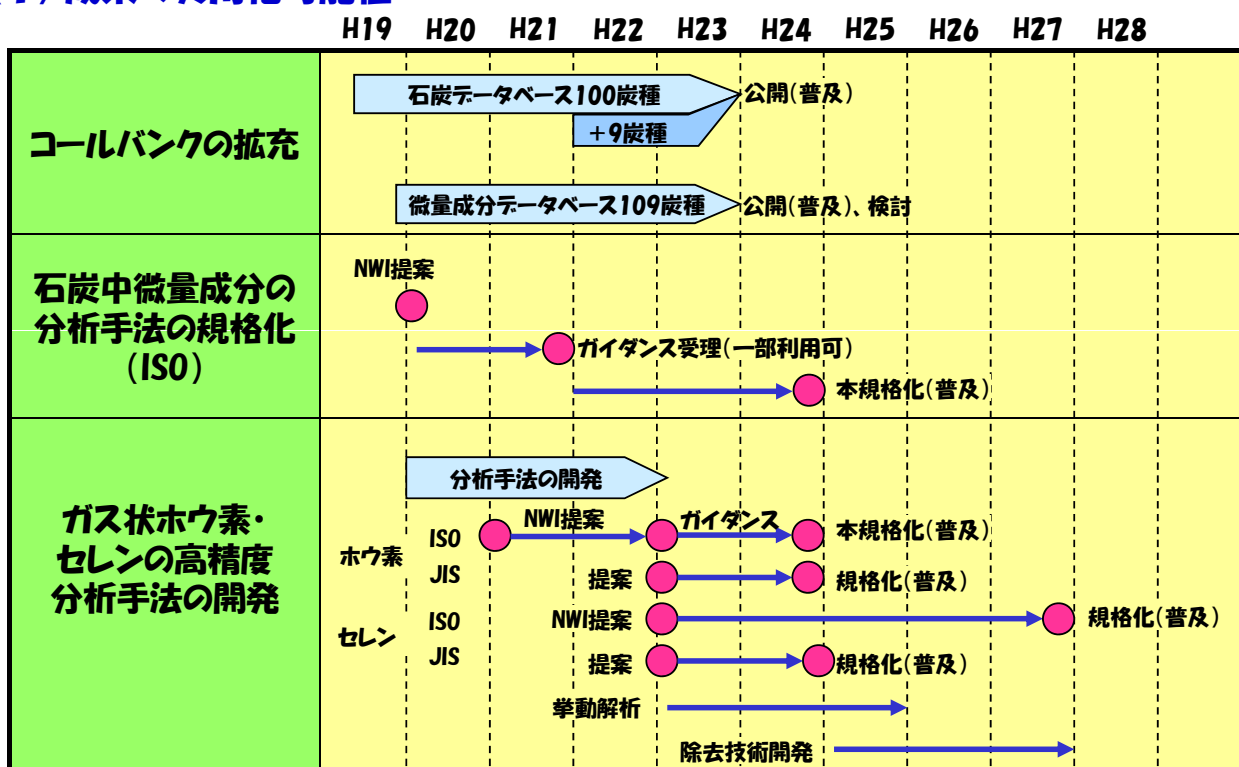 H19 H20 H21 H22 H23 H24 H25 H26 H27 H28
コールバンクの拡充
石炭データベース100炭種
公開(普及)
+9炭種
微量成分データベース109炭種
公開(普及)、検討
石炭中微量成分の
分析手法の規格化
(ISO)
NWI提案
ガイダンス受理(一部利用可)
本規格化(普及)
ガス状ホウ素・
セレンの高精度
分析手法の開発
分析手法の開発
ホウ素
ISO
NWI提案
ガイダンス
本規格化(普及)
JIS
提案
規格化(普及)
セレン
ISO
NWI提案
規格化(普及)
JIS
提案
規格化(普及)
挙動解析
除去技術開発